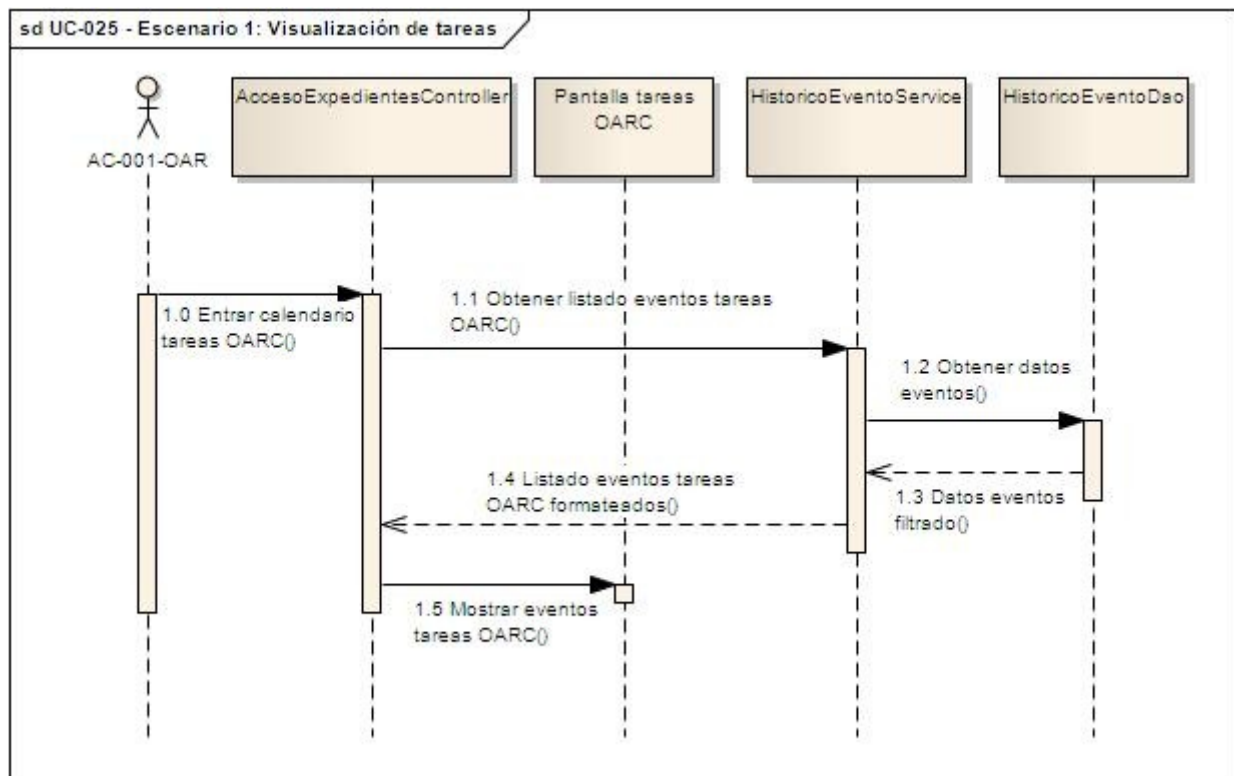 sd UC-025 - Escenario 1: Visualización de tareas
AC-001-OAR
AccesoExpedientesController
Pantalla tareas
OARC
HistoricoEventoService
HistoricoEventoDao
1.0 Entrar calendario
tareas OARC()
1.1 Obtener listado eventos tareas
OARC()
1.2 Obtener datos
eventos()
1.3 Datos eventos
filtrado()
1.4 Listado eventos tareas
OARC formateados()
1.5 Mostrar eventos
tareas OARC()